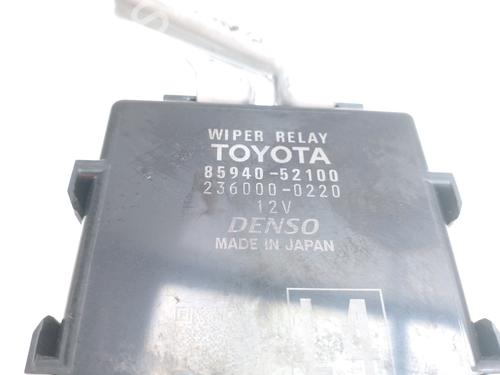 WIPER RELAY
TOYOTA
85940-52100
236000-0220
12V
DENSO
MADE IN JAPAN